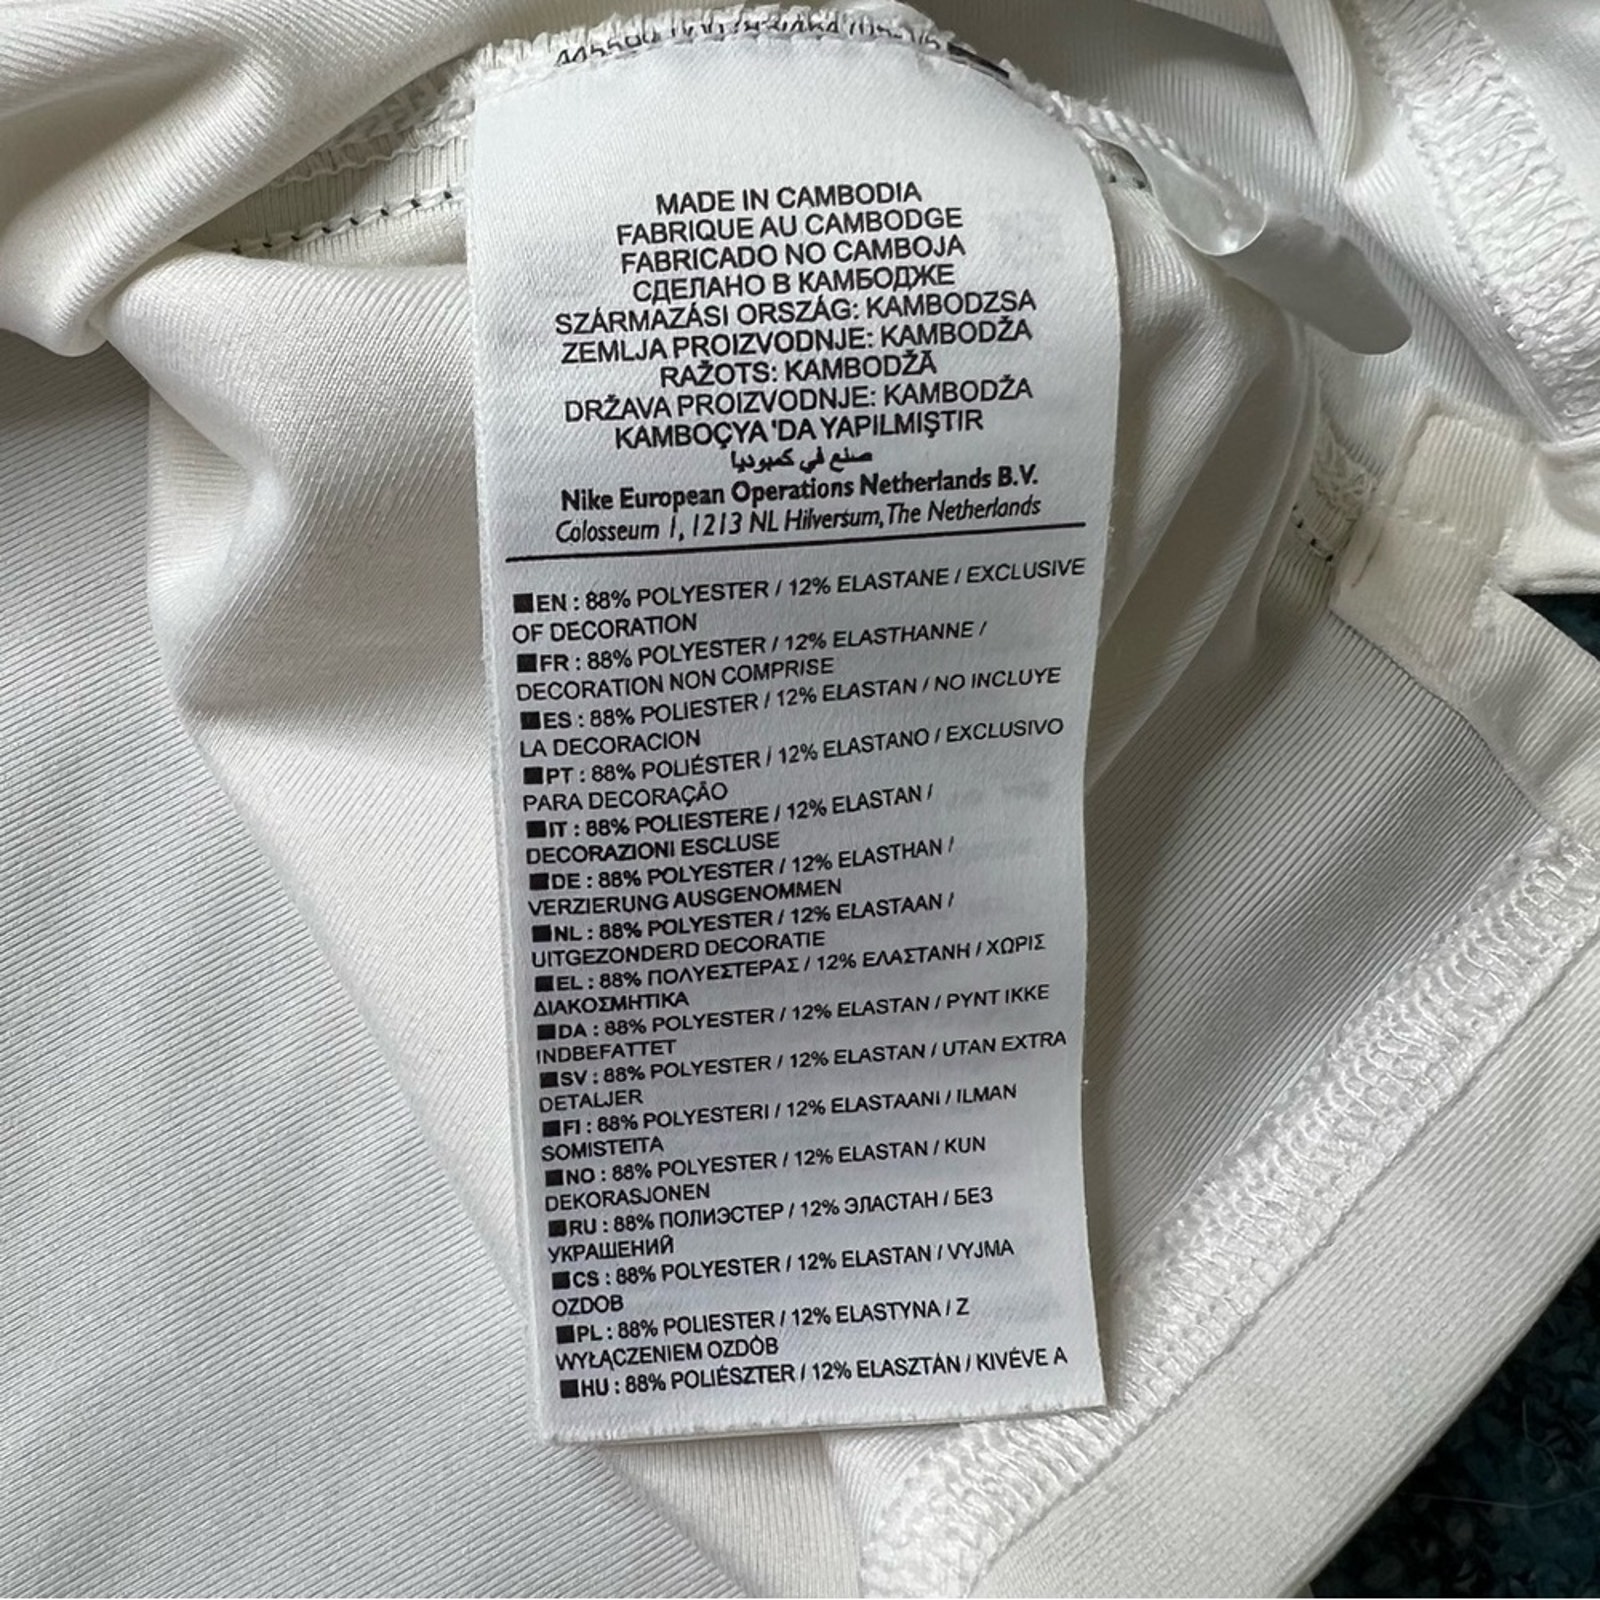 MADE IN CAMBODIA
FABRIQUE AU CAMBODGE
FABRICADO NO CAMBOJA
СДЕЛАНО В КАМБОДЖЕ
SZÁRMAZÁSI ORSZÁG: KAMBODZSA
ZEMLJA PROIZVODNJE: KAMBODŽA
RAŽOTS: KAMBODŽĀ
DRŽAVA PROIZVODNJE: KAMBODŽA
KAMBOÇYA 'DA YAPILMIŞTIR
صنع في كمبوديا
Nike European Operations Netherlands B.V.
Colosseum 1, 1213 NL Hilversum, The Netherlands
■EN : 88% POLYESTER / 12% ELASTANE / EXCLUSIVE
OF DECORATION
■FR : 88% POLYESTER / 12% ELASTHANNE /
DECORATION NON COMPRISE
■ES : 88% POLIESTER / 12% ELASTAN / NO INCLUYE
LA DECORACION
■PT : 88% POLIÉSTER / 12% ELASTANO / EXCLUSIVO
PARA DECORAÇÃO
■IT : 88% POLIESTERE / 12% ELASTAN /
DECORAZIONI ESCLUSE
■DE : 88% POLYESTER / 12% ELASTHAN /
VERZIERUNG AUSGENOMMEN
■NL : 88% POLYESTER / 12% ELASTAAN /
UITGEZONDERD DECORATIE
■EL : 88% ΠΟΛΥΕΣΤΕΡΑΣ / 12% ΕΛΑΣΤΑΝΗ / ΧΩΡΙΣ
ΔΙΑΚΟΣΜΗΤΙΚΑ
■DA : 88% POLYESTER / 12% ELASTAN / PYNT IKKE
INDBEFATTET
■SV : 88% POLYESTER / 12% ELASTAN / UTAN EXTRA
DETALJER
■FI : 88% POLYESTERI / 12% ELASTAANI / ILMAN
SOMISTEITA
■NO : 88% POLYESTER / 12% ELASTAN / KUN
DEKORASJONEN
■RU : 88% ПОЛИЭСТЕР / 12% ЭЛАСТАН / БЕЗ
УКРАШЕНИЙ
■CS : 88% POLYESTER / 12% ELASTAN / VYJMA
OZDOB
■PL : 88% POLIESTER / 12% ELASTYNA / Z
WYŁĄCZENIEM OZDÓB
■HU : 88% POLIÉSZTER / 12% ELASZTÁN / KIVÉVE A